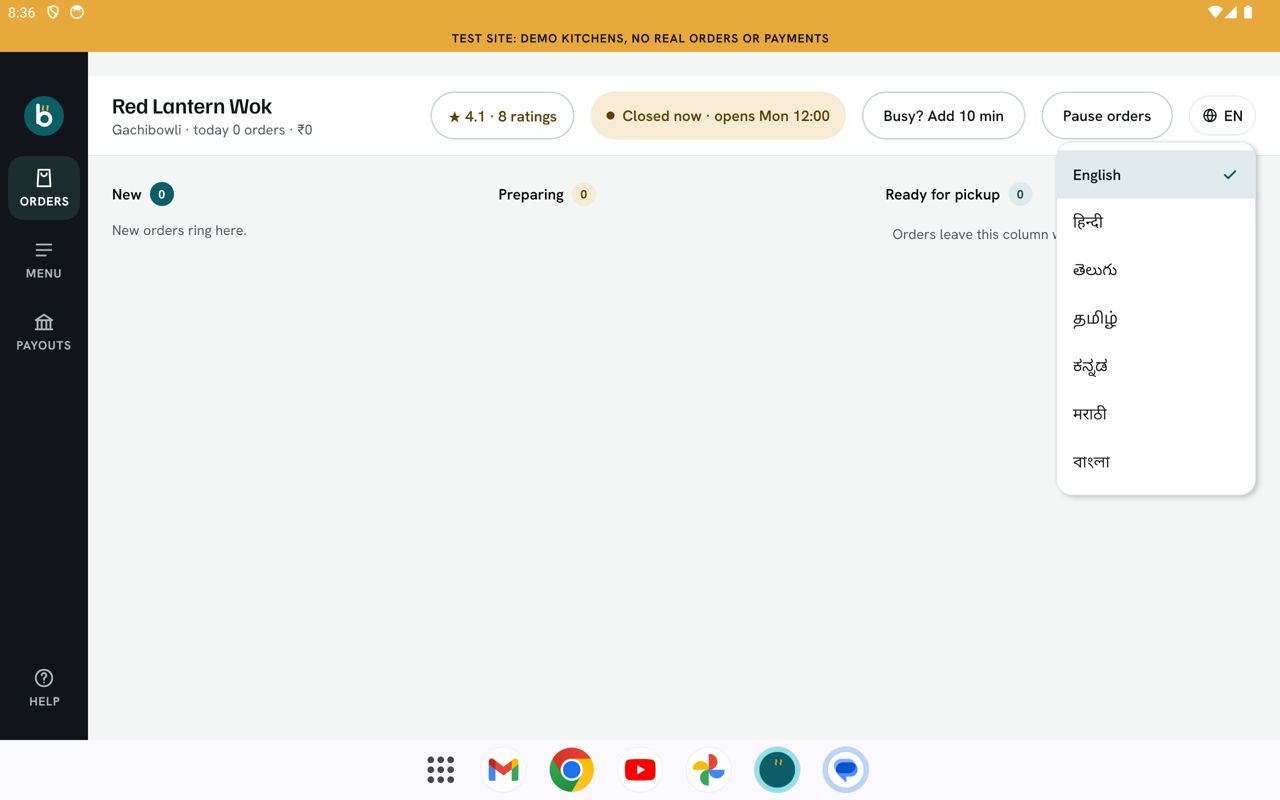 8:36
TEST SITE: DEMO KITCHENS, NO REAL ORDERS OR PAYMENTS
b
Red Lantern Wok
Gachibowli · today 0 orders · ₹0
★ 4.1 · 8 ratings
Closed now · opens Mon 12:00
Busy? Add 10 min
Pause orders
EN
ORDERS
MENU
PAYOUTS
HELP
New 0
New orders ring here.
Preparing 0
Ready for pickup 0
Orders leave this column
English
हिन्दी
తెలుగు
தமிழ்
ಕನ್ನಡ
मराठी
বাংলা